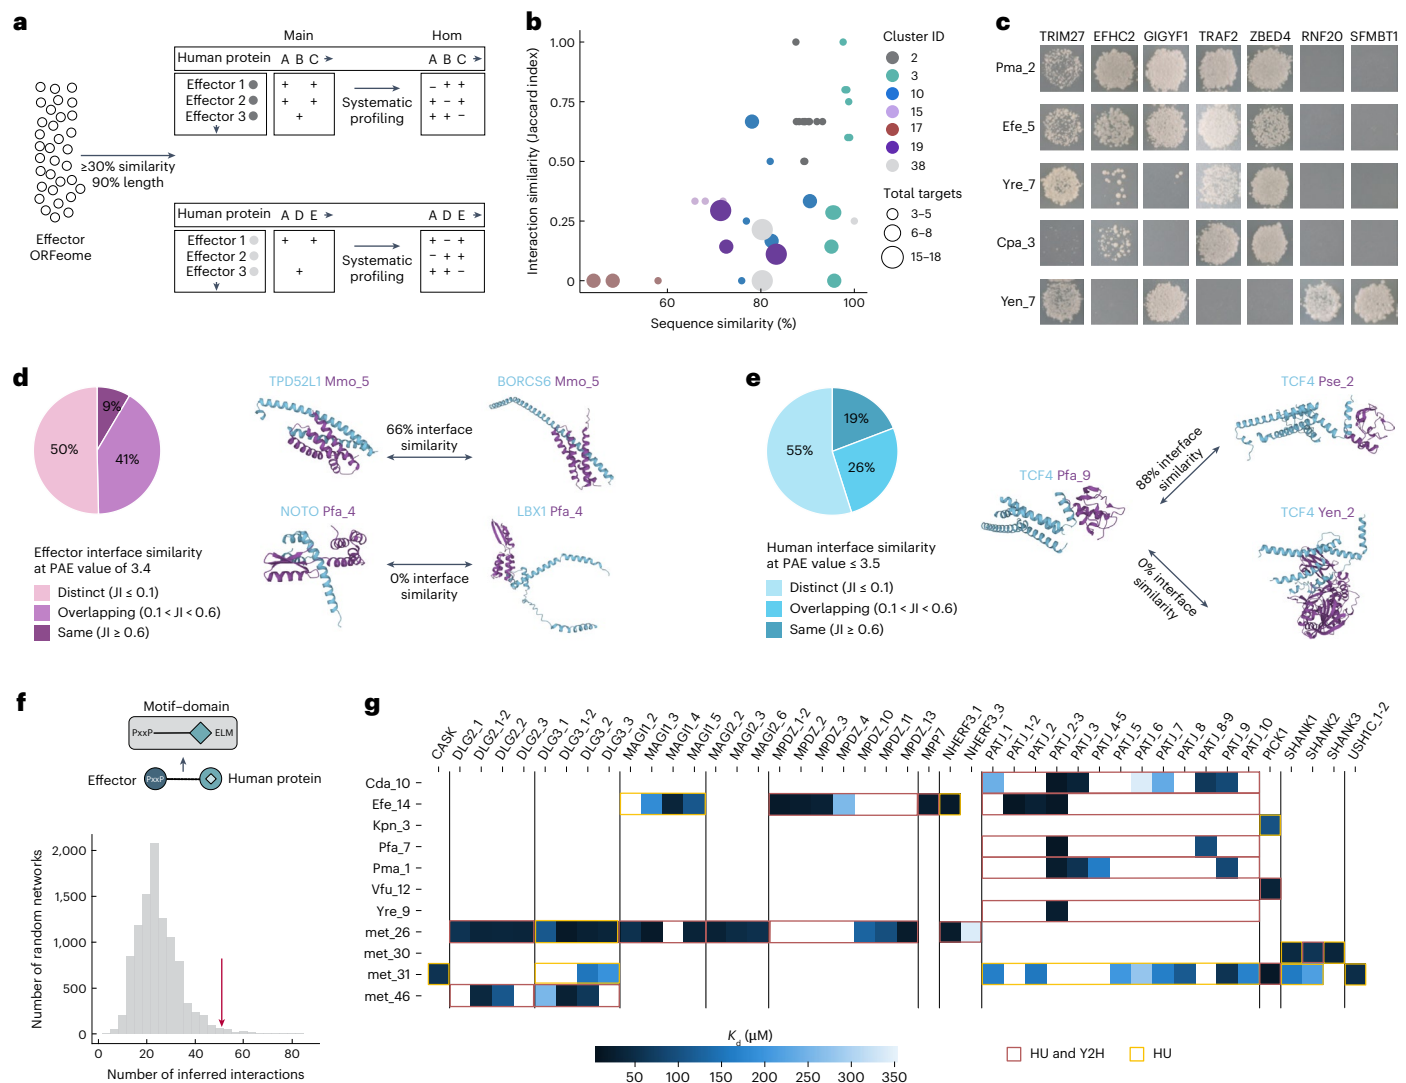 a
Main
Hom
Human protein A B C
A B C
Effector 1
+ +
− + +
Effector 2
+ +
+ − +
Effector 3
+
+ + −
Systematic
profiling
≥30% similarity
90% length
Effector
ORFeome
Human protein A D E
A D E
Effector 1
+ +
+ − +
Effector 2
− + +
Effector 3
+
+ + −
Systematic
profiling
b
Interaction similarity (Jaccard index)
1.00
0.75
0.50
0.25
0
60
80
100
Sequence similarity (%)
Cluster ID
2
3
10
15
17
19
38
Total targets
3–5
6–8
15–18
c
TRIM27 EFHC2 GIGYF1 TRAF2 ZBED4 RNF20 SFMBT1
Pma_2
Efe_5
Yre_7
Cpa_3
Yen_7
d
9%
50%
41%
Effector interface similarity
at PAE value of 3.4
Distinct (JI ≤ 0.1)
Overlapping (0.1 < JI < 0.6)
Same (JI ≥ 0.6)
TPD52L1 Mmo_5
BORCS6 Mmo_5
66% interface
similarity
NOTO Pfa_4
LBX1 Pfa_4
0% interface
similarity
e
19%
55%
26%
Human interface similarity
at PAE value ≤ 3.5
Distinct (JI ≤ 0.1)
Overlapping (0.1 < JI < 0.6)
Same (JI ≥ 0.6)
TCF4 Pse_2
TCF4 Pfa_9
88% interface
similarity
TCF4 Yen_2
0% interface
similarity
f
Motif–domain
PxxP
ELM
Effector
PxxP
Human protein
Number of random networks
2,000
1,500
1,000
500
0
0
20
40
60
80
Number of inferred interactions
g
CASK
DLG2_1
DLG2_1-2
DLG2_2
DLG2_3
DLG3_1
DLG3_1-2
DLG3_2
DLG3_3
MAGI1_2
MAGI1_3
MAGI1_4
MAGI1_5
MAGI2_2
MAGI2_3
MAGI2_6
MPDZ_1-2
MPDZ_2
MPDZ_3
MPDZ_4
MPDZ_10
MPDZ_11
MPDZ_13
MPP7
NHERF3_1
NHERF3_3
PATJ_1
PATJ_1-2
PATJ_2
PATJ_2-3
PATJ_3
PATJ_4-5
PATJ_5
PATJ_6
PATJ_7
PATJ_8
PATJ_8-9
PATJ_9
PATJ_10
PICK1
SHANK1
SHANK2
SHANK3
USH1C_1-2
Cda_10
Efe_14
Kpn_3
Pfa_7
Pma_1
Vfu_12
Yre_9
met_26
met_30
met_31
met_46
Kd (μM)
50
100
150
200
250
300
350
HU and Y2H
HU